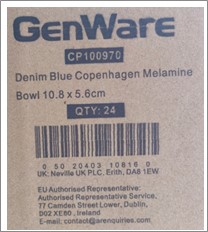 GenWare
CP100970
Denim Blue Copenhagen Melamine
Bowl 10.8 x 5.6cm
QTY: 24
0 50 20403 10816 0
UK: Neville UK PLC. Erith, DA8 1EW
EU Authorised Representative:
Authorised Representative Service,
77 Camden Street Lower, Dublin,
D02 XE80, Ireland
E-mail: contact@arenquiries.com